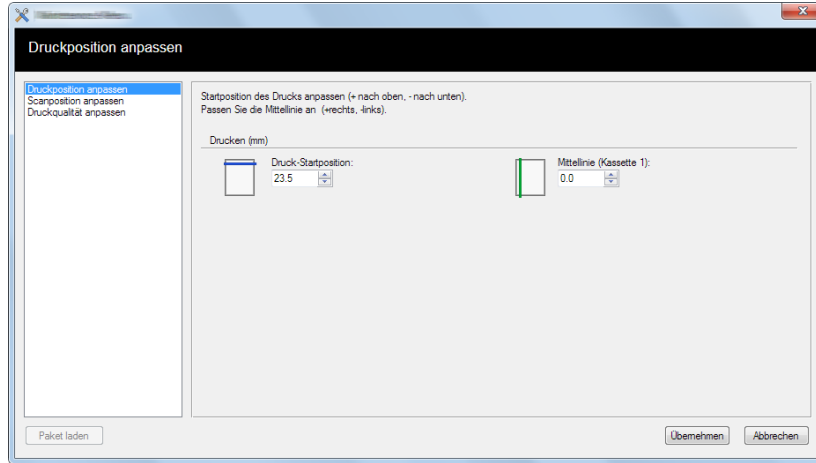 Druckposition anpassen
Druckposition anpassen
Scanposition anpassen
Druckqualität anpassen
Startposition des Drucks anpassen (+ nach oben, - nach unten).
Passen Sie die Mittellinie an (+rechts, -links).
Drucken (mm)
Druck-Startposition:
23.5
Mittellinie (Kassette 1):
0.0
Paket laden
Übernehmen
Abbrechen